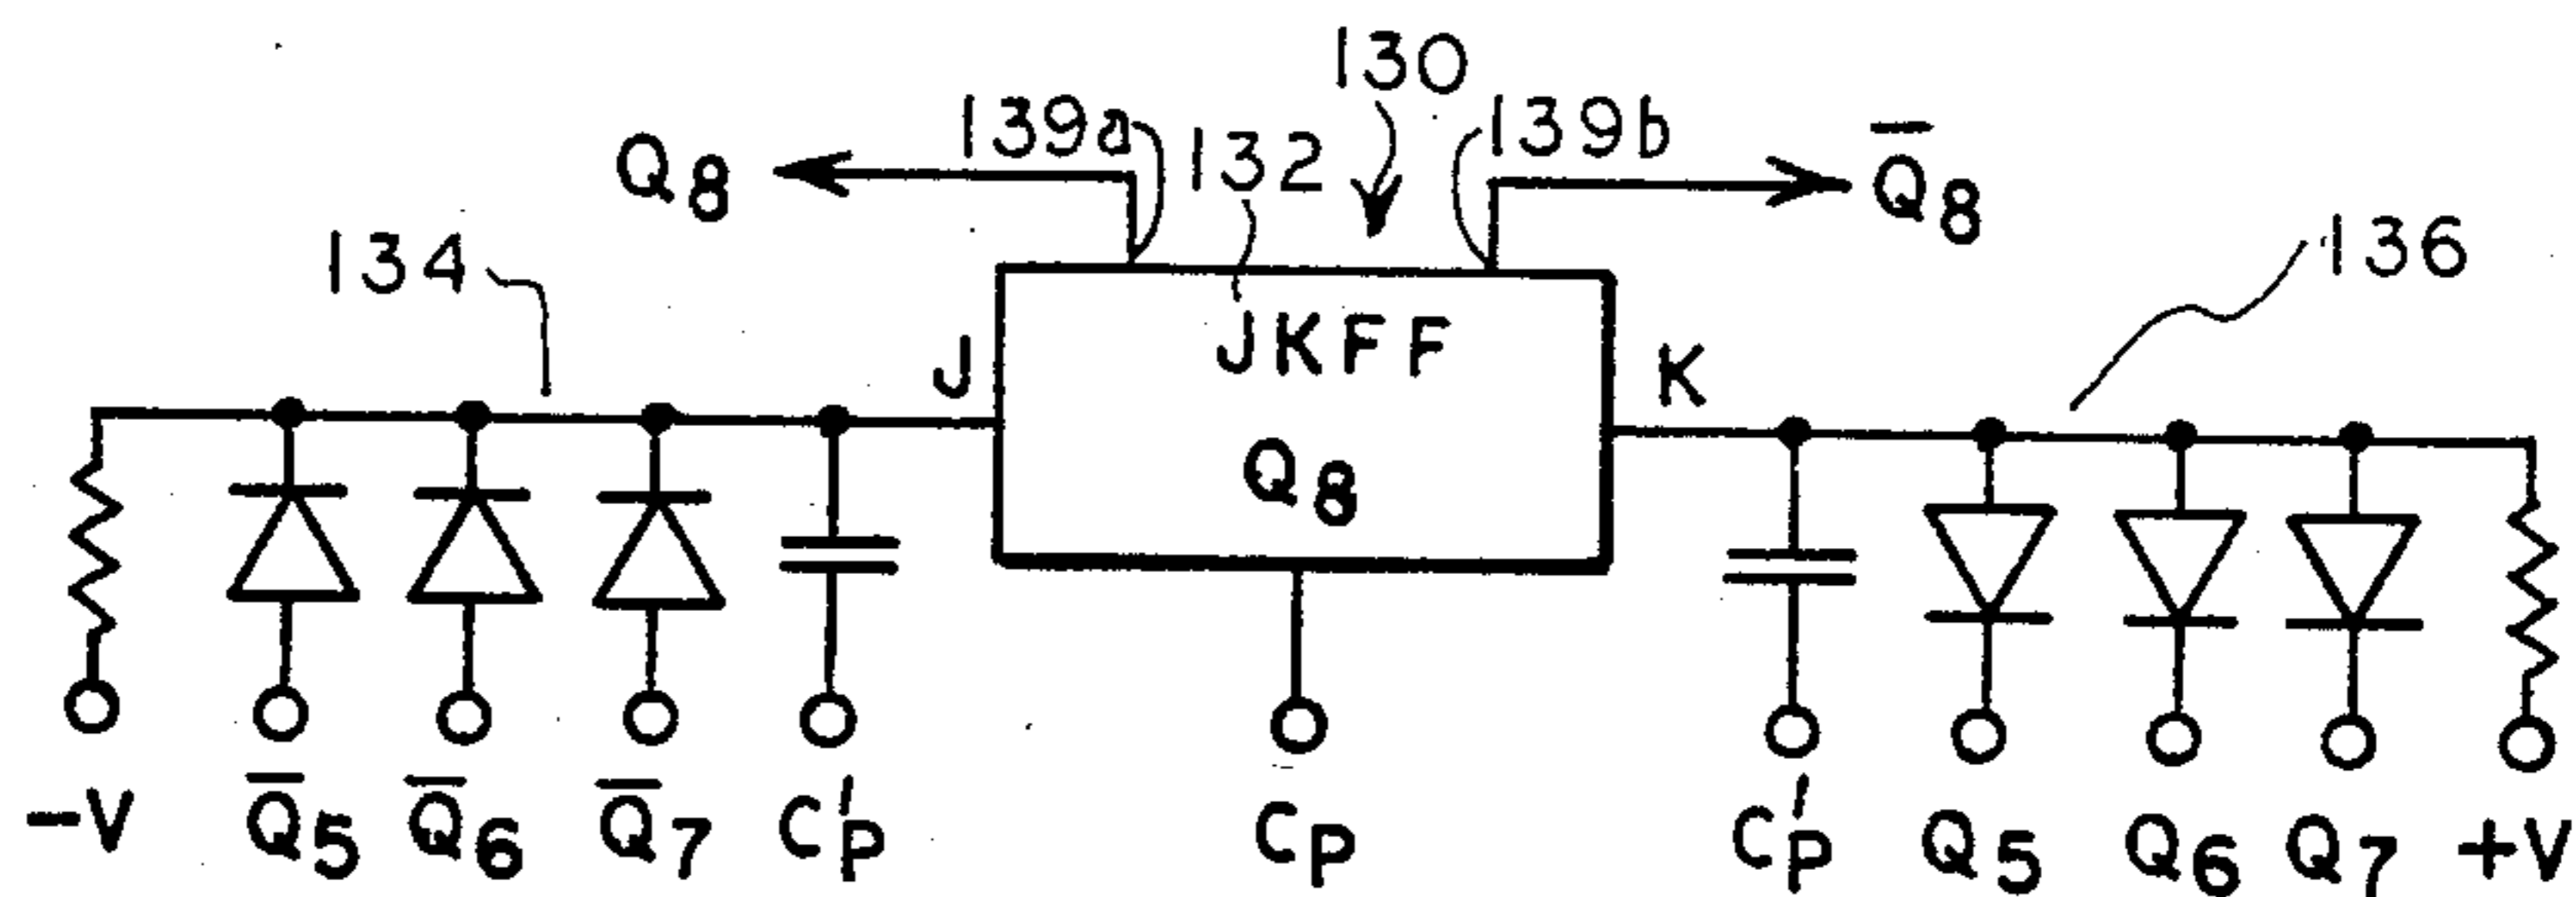 130
139a 132 139b
Q8 Q̅8
134 136
J JKFF K
Q8
-V Q̅5 Q̅6 Q̅7 C'P CP C'P Q5 Q6 Q7 +V